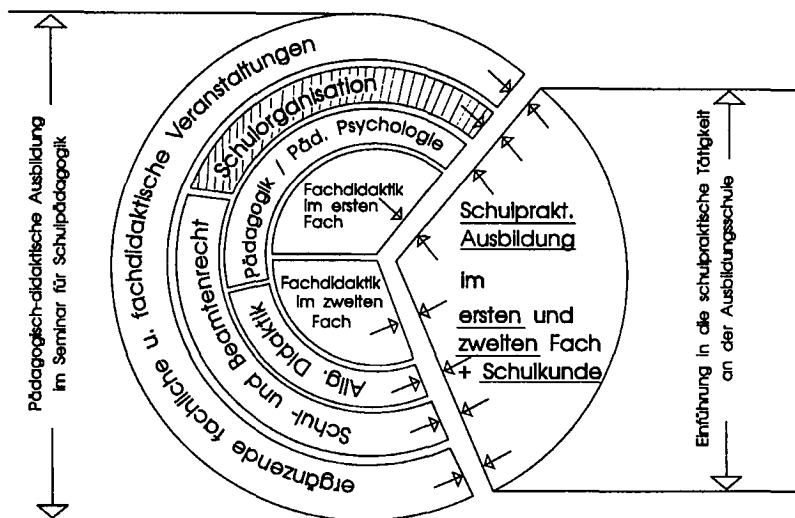 Pädagogisch-didaktische Ausbildung
im Seminar für Schulpädagogik
ergänzende fachliche u. fachdidaktische Veranstaltungen
Schulorganisation
Schul- und Beamtenrecht
Pädagogik / Päd. Psychologie
Allg. Didaktik
Fachdidaktik
im ersten
Fach
Fachdidaktik
im zweiten
Fach
Schulprakt.
Ausbildung
im
ersten und
zweiten Fach
+ Schulkunde
Einführung in die schulpraktische Tätigkeit
an der Ausbildungsschule